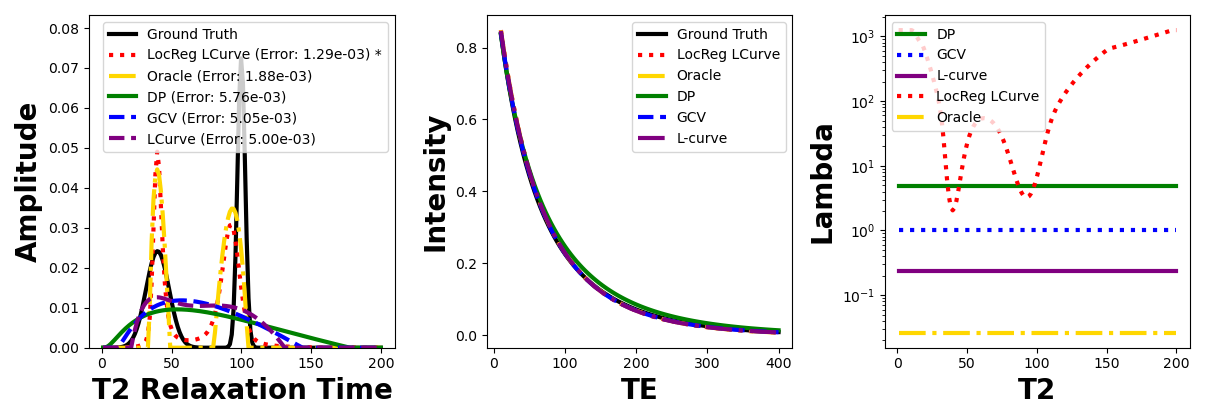 Amplitude
0.08
0.07
0.06
0.05
0.04
0.03
0.02
0.01
0.00
Ground Truth
LocReg LCurve (Error: 1.29e-03) *
Oracle (Error: 1.88e-03)
DP (Error: 5.76e-03)
GCV (Error: 5.05e-03)
LCurve (Error: 5.00e-03)
0 50 100 150 200
T2 Relaxation Time
Intensity
0.8
0.6
0.4
0.2
0.0
Ground Truth
LocReg LCurve
Oracle
DP
GCV
L-curve
0 100 200 300 400
TE
Lambda
10³
10²
10¹
10⁰
10⁻¹
DP
GCV
L-curve
LocReg LCurve
Oracle
0 50 100 150 200
T2